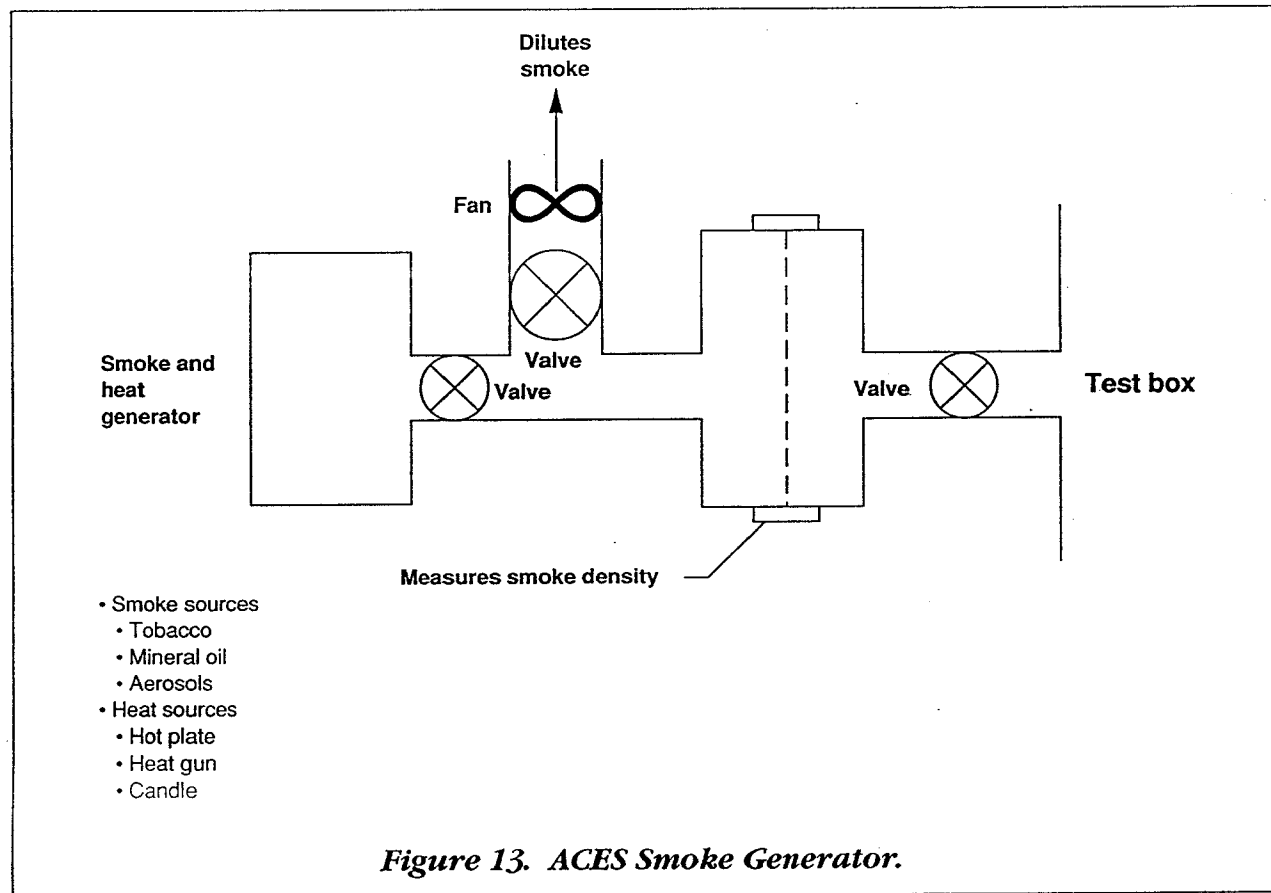 Dilutes
smoke
Fan
Valve
Smoke and
heat
generator
Valve
Valve
Test box
Measures smoke density
• Smoke sources
• Tobacco
• Mineral oil
• Aerosols
• Heat sources
• Hot plate
• Heat gun
• Candle
Figure 13. ACES Smoke Generator.